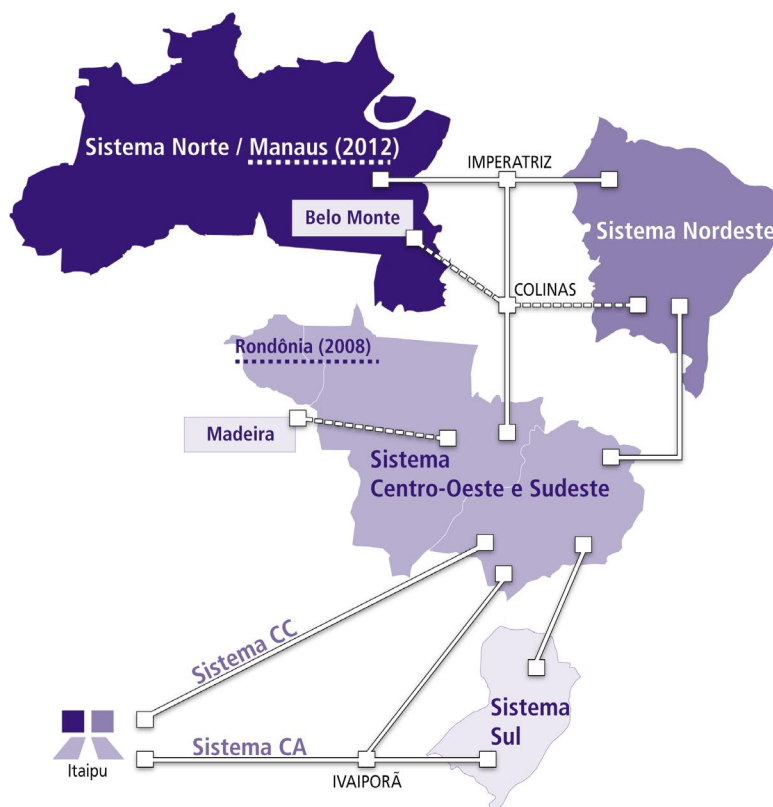 Sistema Norte / Manaus (2012)
IMPERATRIZ
Belo Monte
Sistema Nordeste
COLINAS
Rondônia (2008)
Madeira
Sistema
Centro-Oeste e Sudeste
Sistema CC
Sistema
Sul
Sistema CA
Itaipu
IVAIPORÃ